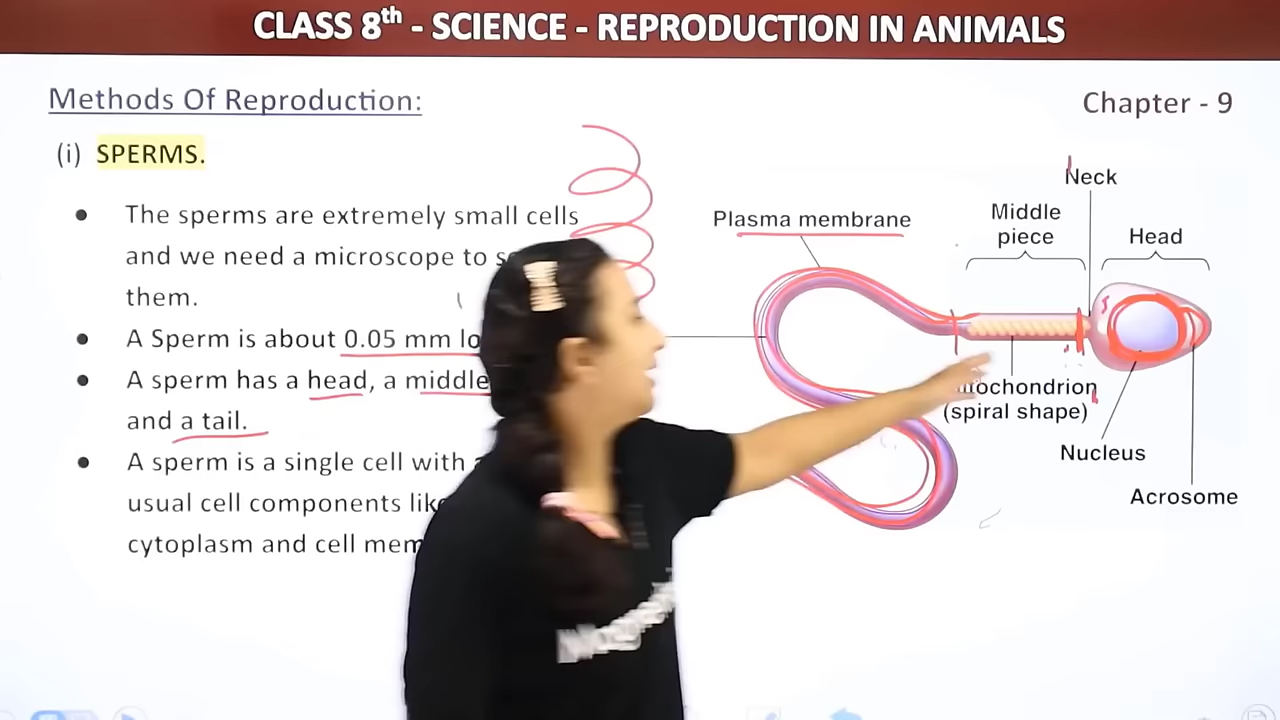 CLASS 8th - SCIENCE - REPRODUCTION IN ANIMALS
Methods Of Reproduction:
Chapter - 9
(i) SPERMS.
The sperms are extremely small cells
and we need a microscope to
them.
A Sperm is about 0.05 mm
A sperm has a head, a middle
and a tail.
A sperm is a single cell with
usual cell components
cytoplasm and cell
Neck
Plasma membrane
Middle
piece
Head
(spiral shape)
Nucleus
Acrosome